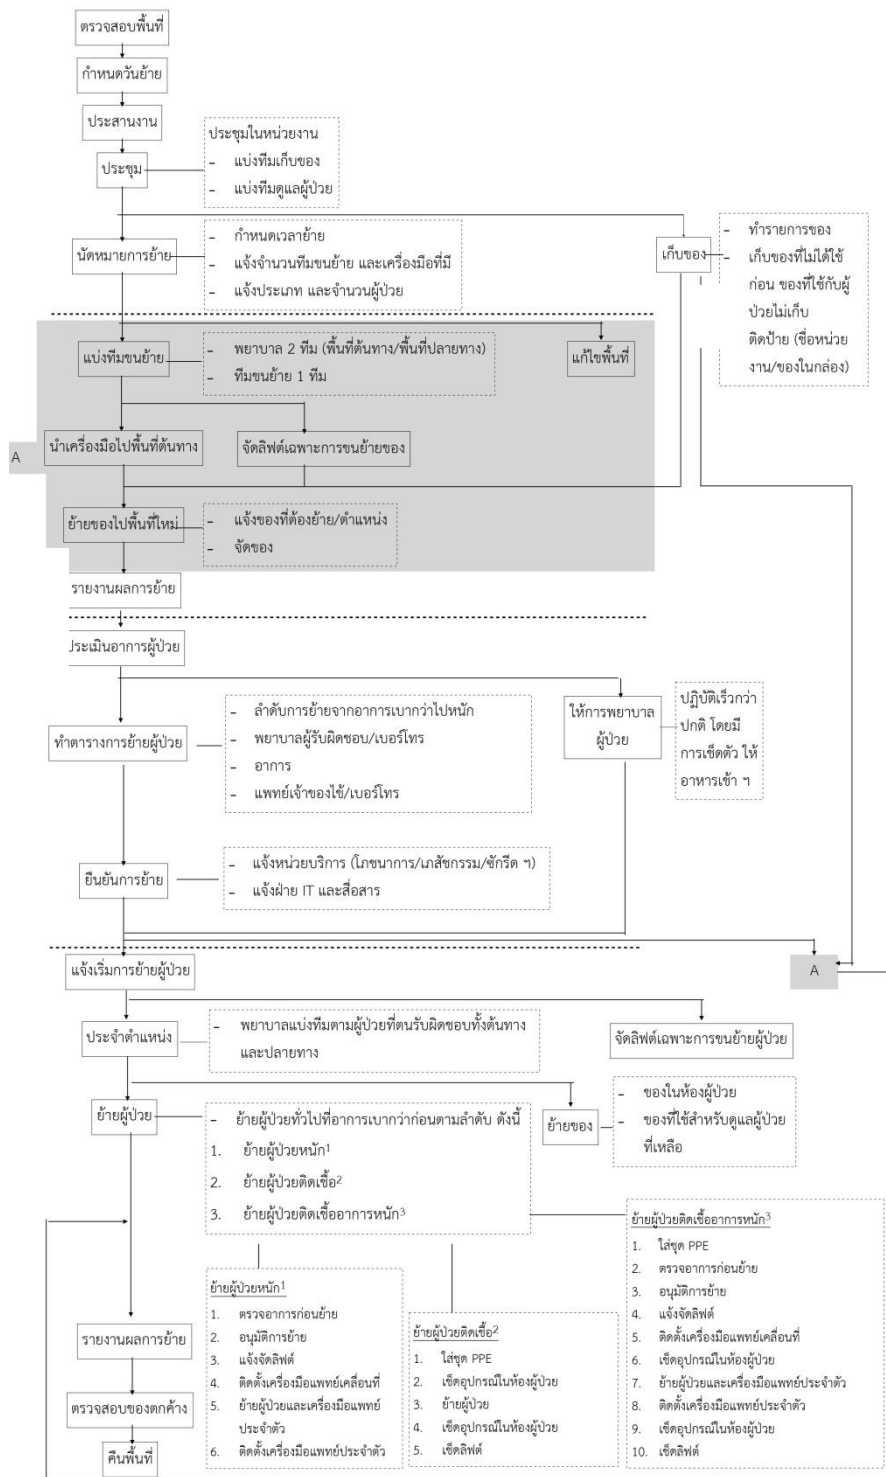 ตรวจสอบพื้นที่
กำหนดวันย้าย
ประสานงาน
ประชุม
ประชุมในหน่วยงาน
- แบ่งทีมเก็บของ
- แบ่งทีมดูแลผู้ป่วย
นัดหมายการย้าย
- กำหนดเวลาย้าย
- แจ้งจำนวนทีมขนย้าย และเครื่องมือที่มี
- แจ้งประเภท และจำนวนผู้ป่วย
เก็บของ
- ทำรายการของ
- เก็บของที่ไม่ได้ใช้
ก่อน ของที่ใช้กับผู้
ป่วยไม่เก็บ
ติดป้าย (ชื่อหน่วย
งาน/ของในกล่อง)
แบ่งทีมขนย้าย
- พยาบาล 2 ทีม (พื้นที่ต้นทาง/พื้นที่ปลายทาง)
- ทีมขนย้าย 1 ทีม
แก้ไขพื้นที่
A
นำเครื่องมือไปพื้นที่ต้นทาง
จัดลิฟต์เฉพาะการขนย้ายของ
ย้ายของไปพื้นที่ใหม่
- แจ้งของที่ต้องย้าย/ตำแหน่ง
- จัดของ
รายงานผลการย้าย
ประเมินอาการผู้ป่วย
ทำตารางการย้ายผู้ป่วย
- ลำดับการย้ายจากอาการเบากว่าไปหนัก
- พยาบาลผู้รับผิดชอบ/เบอร์โทร
- อาการ
- แพทย์เจ้าของไข้/เบอร์โทร
ให้การพยาบาล
ผู้ป่วย
ปฏิบัติเร็วกว่า
ปกติ โดยมี
การเช็ดตัว ให้
อาหารเช้า ฯ
ยืนยันการย้าย
- แจ้งหน่วยบริการ (โภชนาการ/เภสัชกรรม/ซักรีด ฯ)
- แจ้งฝ่าย IT และสื่อสาร
แจ้งเริ่มการย้ายผู้ป่วย
A
ประจำตำแหน่ง
- พยาบาลแบ่งทีมตามผู้ป่วยที่ตนรับผิดชอบทั้งต้นทาง
และปลายทาง
จัดลิฟต์เฉพาะการขนย้ายผู้ป่วย
ย้ายผู้ป่วย
- ย้ายผู้ป่วยทั่วไปที่อาการเบากว่าก่อนตามลำดับ ดังนี้
1. ย้ายผู้ป่วยหนัก¹
2. ย้ายผู้ป่วยติดเชื้อ²
3. ย้ายผู้ป่วยติดเชื้ออาการหนัก³
ย้ายของ
- ของในห้องผู้ป่วย
- ของที่ใช้สำหรับดูแลผู้ป่วย
ที่เหลือ
ย้ายผู้ป่วยหนัก¹
1. ตรวจอาการก่อนย้าย
2. อนุมัติการย้าย
3. แจ้งจัดลิฟต์
4. ติดตั้งเครื่องมือแพทย์เคลื่อนที่
5. ย้ายผู้ป่วยและเครื่องมือแพทย์
ประจำตัว
6. ติดตั้งเครื่องมือแพทย์ประจำตัว
ย้ายผู้ป่วยติดเชื้อ²
1. ใส่ชุด PPE
2. เช็ดอุปกรณ์ในห้องผู้ป่วย
3. ย้ายผู้ป่วย
4. เช็ดอุปกรณ์ในห้องผู้ป่วย
5. เช็ดลิฟต์
ย้ายผู้ป่วยติดเชื้ออาการหนัก³
1. ใส่ชุด PPE
2. ตรวจอาการก่อนย้าย
3. อนุมัติการย้าย
4. แจ้งจัดลิฟต์
5. ติดตั้งเครื่องมือแพทย์เคลื่อนที่
6. เช็ดอุปกรณ์ในห้องผู้ป่วย
7. ย้ายผู้ป่วยและเครื่องมือแพทย์ประจำตัว
8. ติดตั้งเครื่องมือแพทย์ประจำตัว
9. เช็ดอุปกรณ์ในห้องผู้ป่วย
10. เช็ดลิฟต์
รายงานผลการย้าย
ตรวจสอบของตกค้าง
คืนพื้นที่